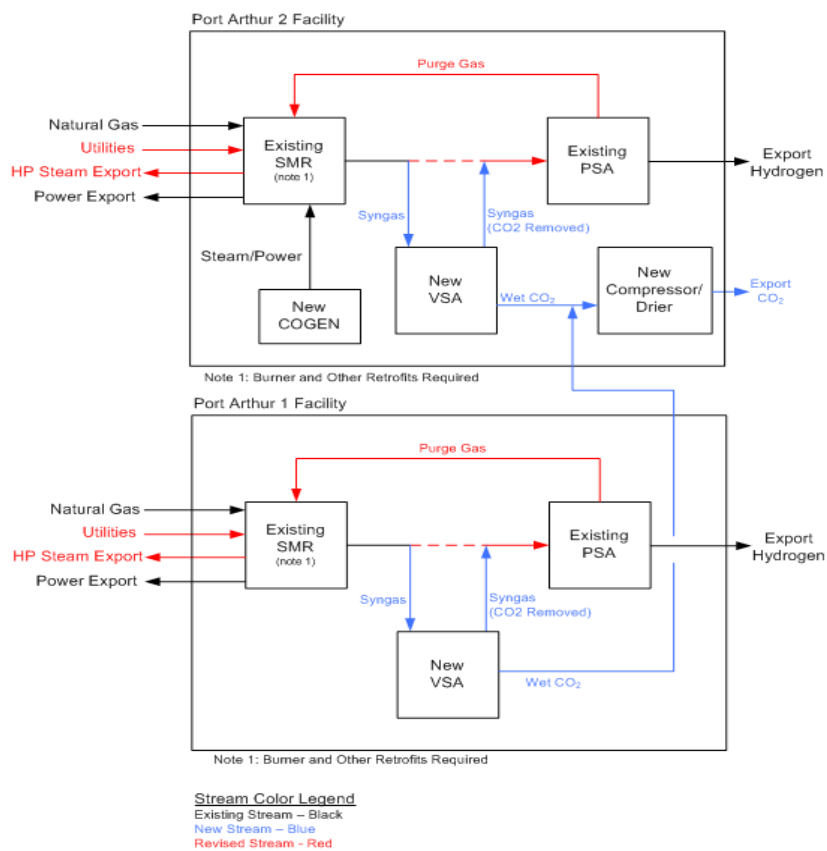 Port Arthur 2 Facility
Purge Gas
Natural Gas
Utilities
HP Steam Export
Power Export
Existing
SMR
(note 1)
Existing
PSA
Export
Hydrogen
Syngas
Syngas
(CO2 Removed)
Steam/Power
New
COGEN
New
VSA
Wet CO₂
New
Compressor/
Drier
Export
CO₂
Note 1: Burner and Other Retrofits Required
Port Arthur 1 Facility
Purge Gas
Natural Gas
Utilities
HP Steam Export
Power Export
Existing
SMR
(note 1)
Existing
PSA
Export
Hydrogen
Syngas
Syngas
(CO2 Removed)
New
VSA
Wet CO₂
Note 1: Burner and Other Retrofits Required
Stream Color Legend
Existing Stream – Black
New Stream – Blue
Revised Stream - Red